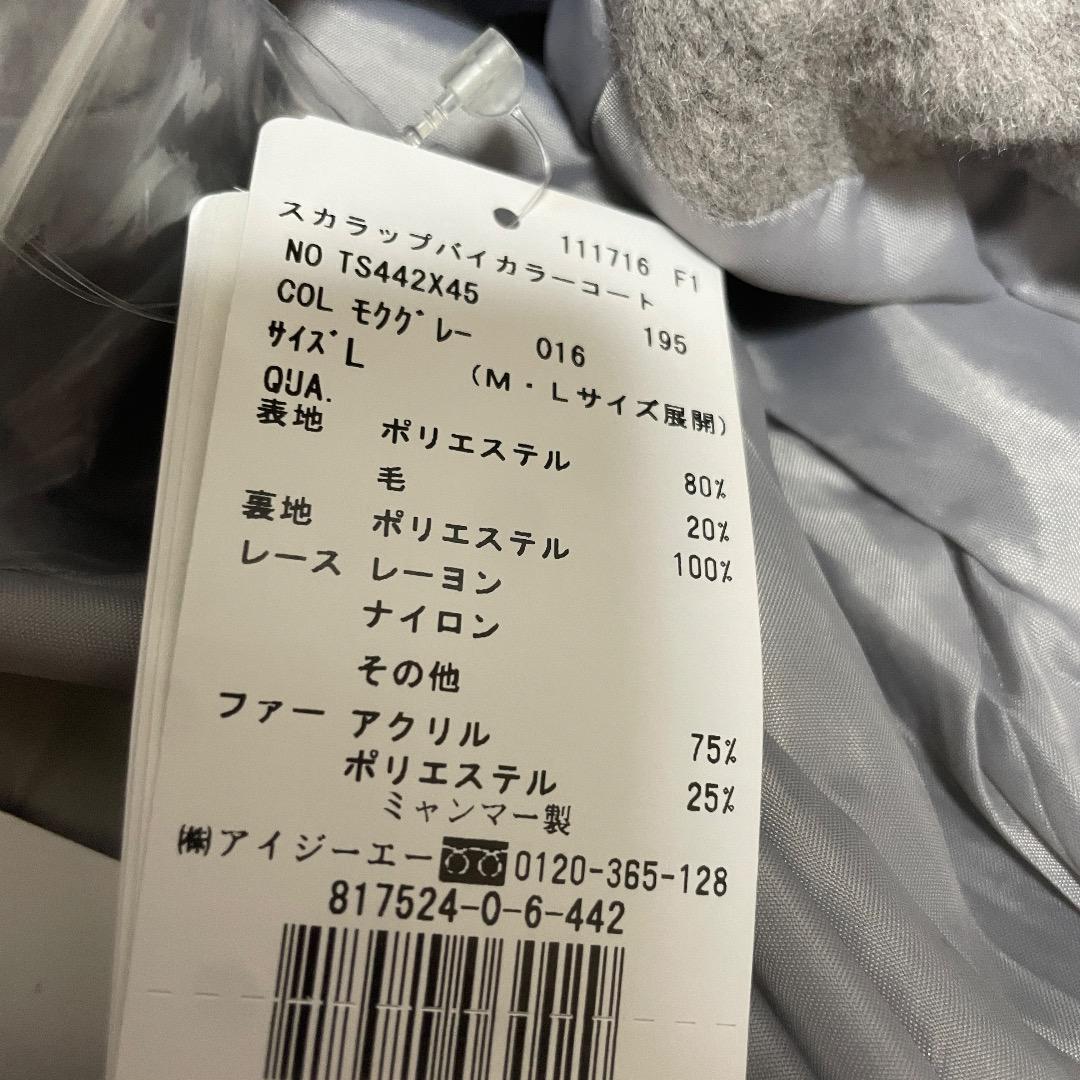 111716 F1
スカラップバイカラーコート
NO TS442X45 195
COL モクグレー 016
サイズ L (M・Lサイズ展開)
QUA.
表地 ポリエステル 80%
毛 20%
裏地 ポリエステル 100%
レース レーヨン
ナイロン
その他
ファー アクリル 75%
ポリエステル 25%
ミャンマー製
㈱アイジーエー 0120-365-128
817524-0-6-442